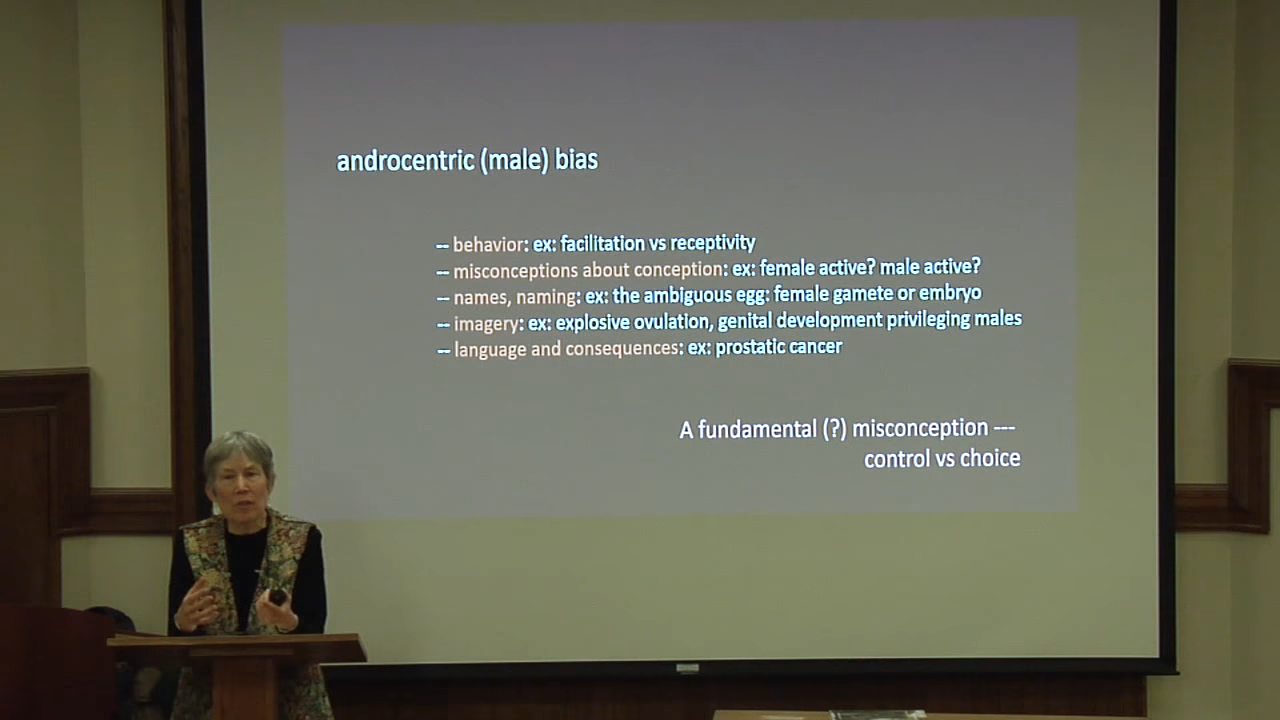 androcentric (male) bias
-- behavior: ex: facilitation vs receptivity
-- misconceptions about conception: ex: female active? male active?
-- names, naming: ex: the ambiguous egg: female gamete or embryo
-- imagery: ex: explosive ovulation, genital development privileging males
-- language and consequences: ex: prostatic cancer
A fundamental (?) misconception ---
control vs choice